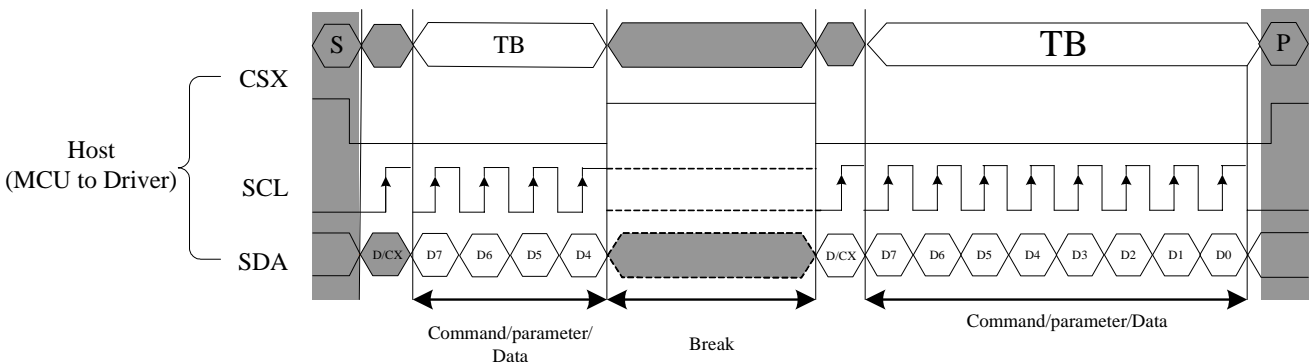 S
TB
TB
P
CSX
Host
(MCU to Driver)
SCL
SDA
D/CX
D7
D6
D5
D4
D/CX
D7
D6
D5
D4
D3
D2
D1
D0
Command/parameter/
Data
Break
Command/parameter/Data